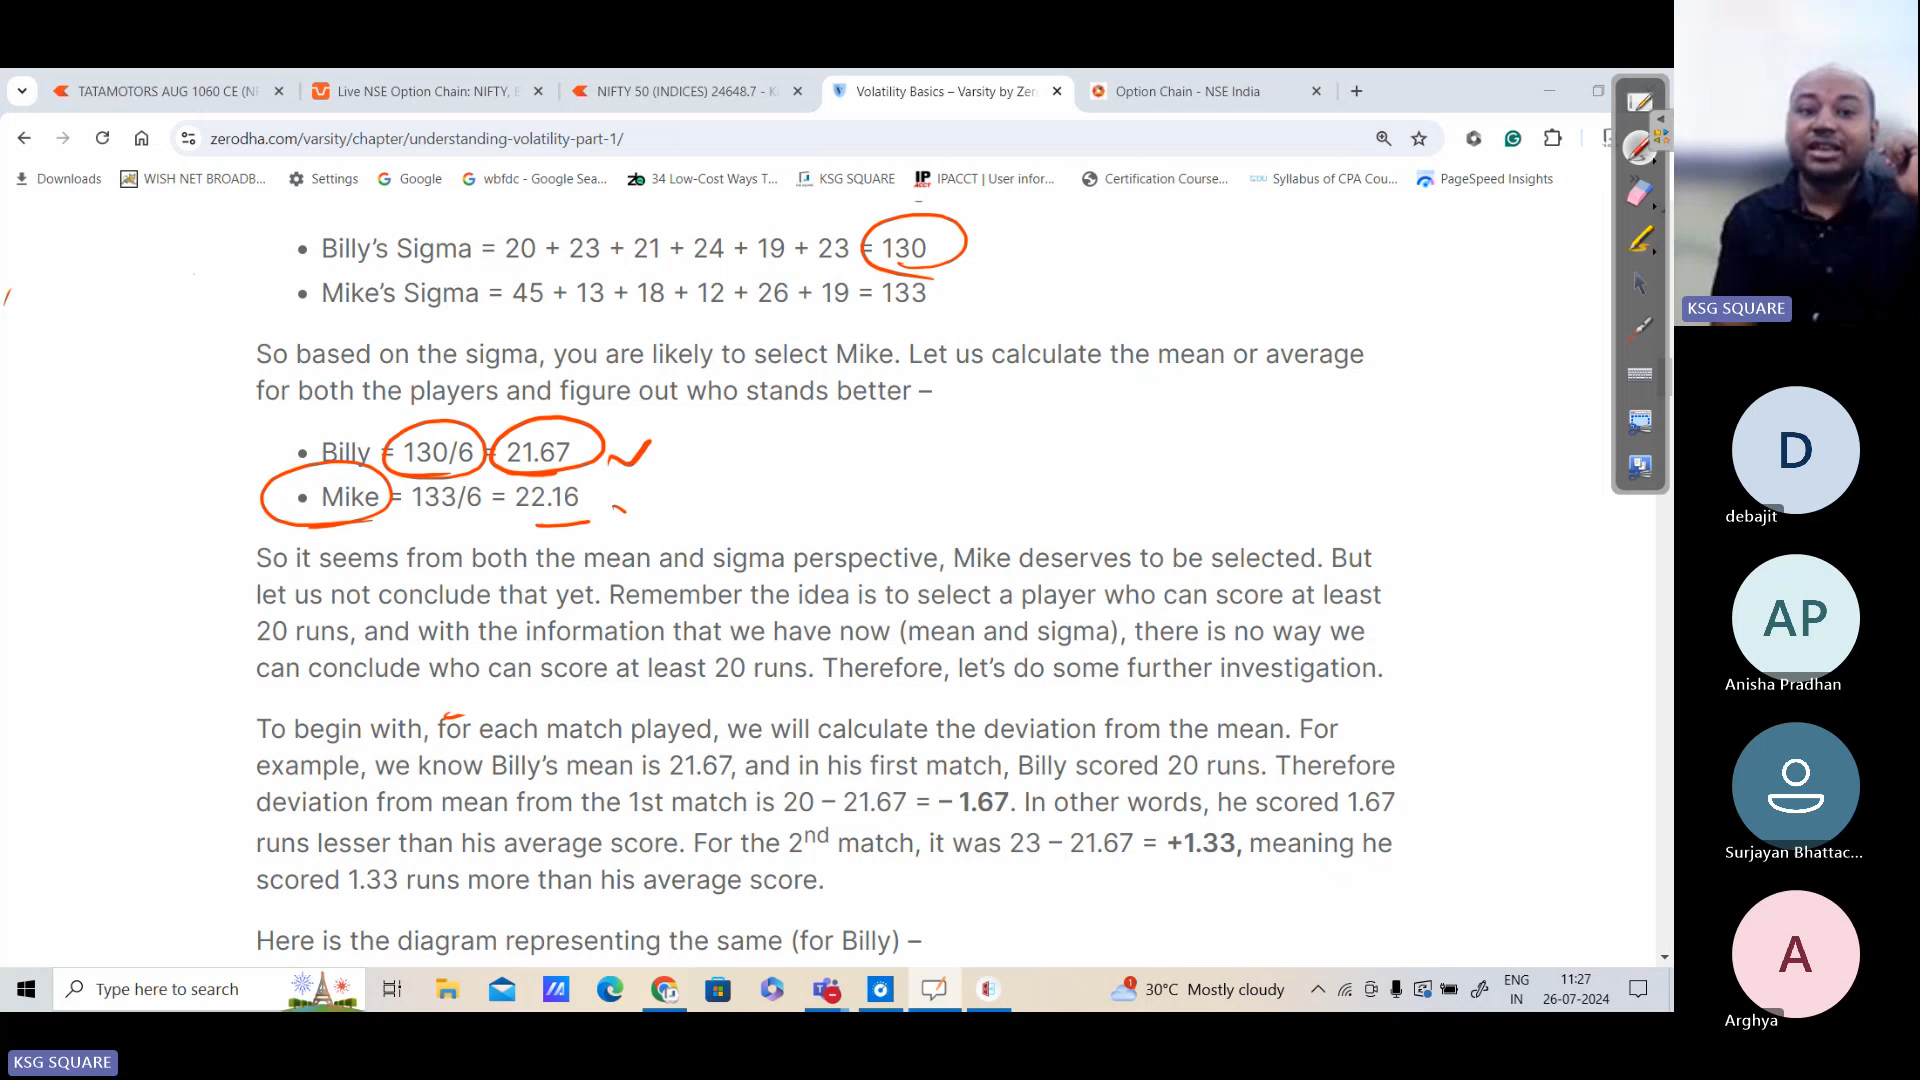 TATAMOTORS AUG 1060 CE (NF
Live NSE Option Chain: NIFTY, B
NIFTY 50 (INDICES) 24648.7 - K
Volatility Basics – Varsity by Zer
Option Chain - NSE India
zerodha.com/varsity/chapter/understanding-volatility-part-1/
Downloads
WISH NET BROADB...
Settings
Google
wbfdc - Google Sea...
34 Low-Cost Ways T...
KSG SQUARE
IPACCT | User infor...
Certification Course...
Syllabus of CPA Cou...
PageSpeed Insights
• Billy’s Sigma = 20 + 23 + 21 + 24 + 19 + 23 = 130
• Mike’s Sigma = 45 + 13 + 18 + 12 + 26 + 19 = 133
So based on the sigma, you are likely to select Mike. Let us calculate the mean or average
for both the players and figure out who stands better –
• Billy = 130/6 = 21.67
• Mike = 133/6 = 22.16
So it seems from both the mean and sigma perspective, Mike deserves to be selected. But
let us not conclude that yet. Remember the idea is to select a player who can score at least
20 runs, and with the information that we have now (mean and sigma), there is no way we
can conclude who can score at least 20 runs. Therefore, let’s do some further investigation.
To begin with, for each match played, we will calculate the deviation from the mean. For
example, we know Billy’s mean is 21.67, and in his first match, Billy scored 20 runs. Therefore
deviation from mean from the 1st match is 20 – 21.67 = – 1.67. In other words, he scored 1.67
runs lesser than his average score. For the 2nd match, it was 23 – 21.67 = +1.33, meaning he
scored 1.33 runs more than his average score.
Here is the diagram representing the same (for Billy) –
Type here to search
1
30°C Mostly cloudy
ENG
IN
11:27
26-07-2024
KSG SQUARE
KSG SQUARE
D
debajit
AP
Anisha Pradhan
Surjayan Bhattac...
A
Arghya